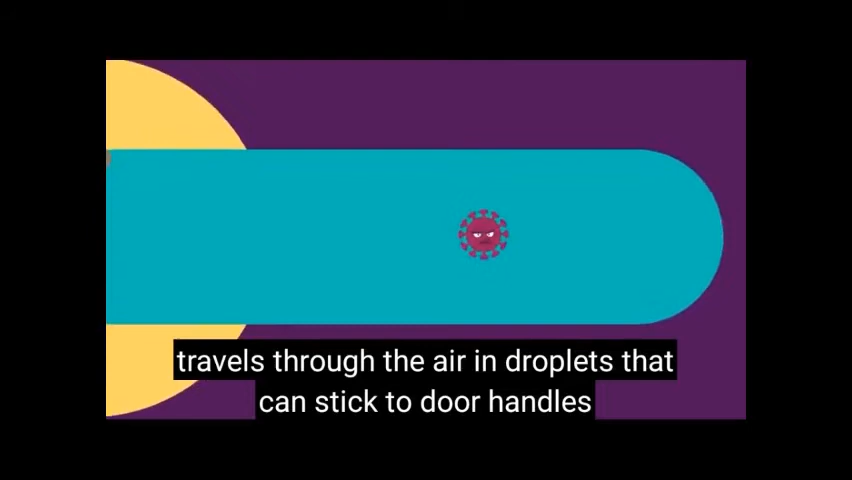 travels through the air in droplets that
can stick to door handles